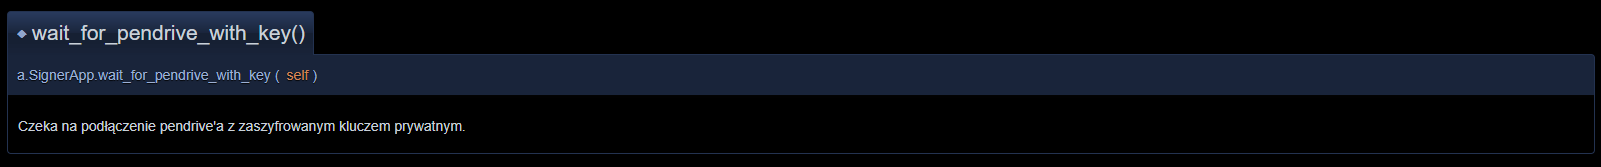 ◆ wait_for_pendrive_with_key()
a.SignerApp.wait_for_pendrive_with_key ( self )
Czeka na podłączenie pendrive'a z zaszyfrowanym kluczem prywatnym.